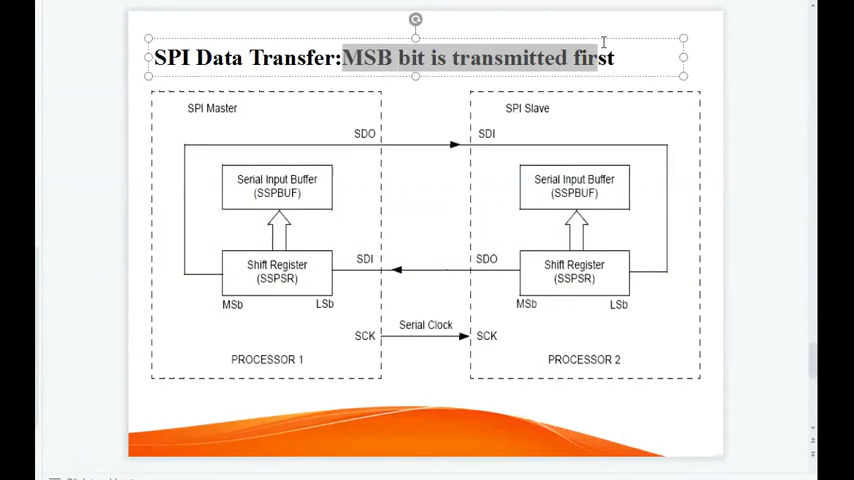 SPI Data Transfer:MSB bit is transmitted first
SPI Master
SPI Slave
SDO
SDI
Serial Input Buffer
(SSPBUF)
Serial Input Buffer
(SSPBUF)
SDI
SDO
Shift Register
(SSPSR)
Shift Register
(SSPSR)
MSb
LSb
MSb
LSb
Serial Clock
SCK
SCK
PROCESSOR 1
PROCESSOR 2